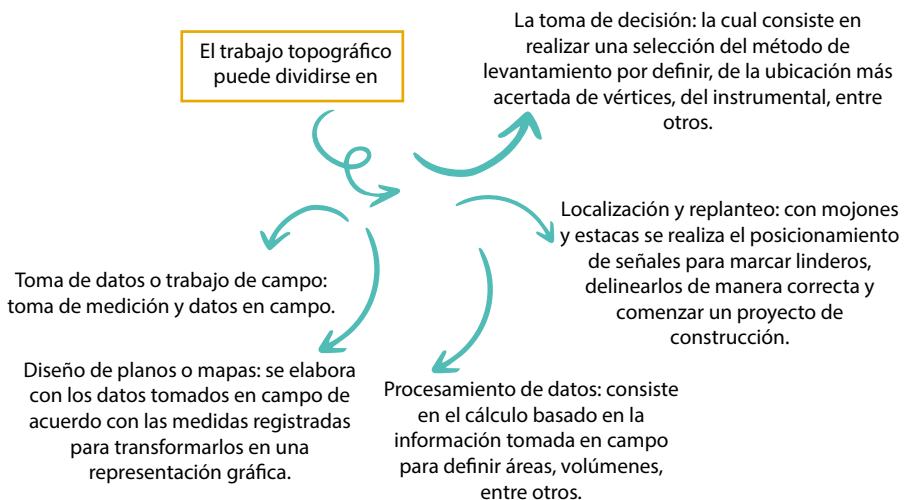 El trabajo topográfico
puede dividirse en
La toma de decisión: la cual consiste en
realizar una selección del método de
levantamiento por definir, de la ubicación más
acertada de vértices, del instrumental, entre
otros.
Localización y replanteo: con mojones
y estacas se realiza el posicionamiento
de señales para marcar linderos,
delinearlos de manera correcta y
comenzar un proyecto de
construcción.
Toma de datos o trabajo de campo:
toma de medición y datos en campo.
Diseño de planos o mapas: se elabora
con los datos tomados en campo de
acuerdo con las medidas registradas
para transformarlos en una
representación gráfica.
Procesamiento de datos: consiste
en el cálculo basado en la
información tomada en campo
para definir áreas, volúmenes,
entre otros.